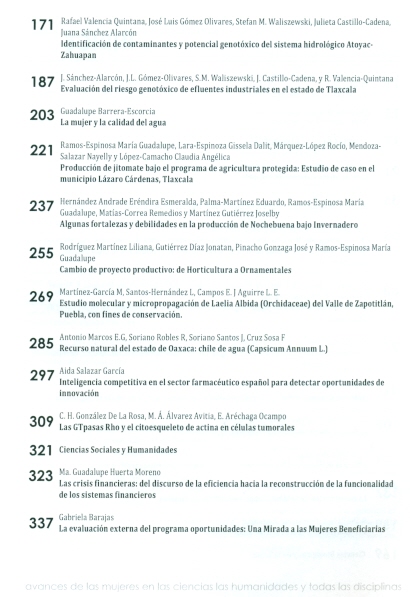 171 Rafael Valencia Quintana, José Luis Gómez Olivares, Stefan M. Waliszewski, Julieta Castillo-Cadena,
Juana Sánchez Alarcón
Identificación de contaminantes y potencial genotóxico del sistema hidrológico Atoyac-
Zahuapan
187 J. Sánchez-Alarcón, J.L. Gómez-Olivares, S.M. Waliszewski, J. Castillo-Cadena, y R. Valencia-Quintana
Evaluación del riesgo genotóxico de efluentes industriales en el estado de Tlaxcala
203 Guadalupe Barrera-Escorcia
La mujer y la calidad del agua
221 Ramos-Espinosa María Guadalupe, Lara-Espinoza Gissela Dalit, Márquez-López Rocío, Mendoza-
Salazar Nayelly y López-Camacho Claudia Angélica
Producción de jitomate bajo el programa de agricultura protegida: Estudio de caso en el
municipio Lázaro Cárdenas, Tlaxcala
237 Hernández Andrade Eréndira Esmeralda, Palma-Martínez Eduardo, Ramos-Espinosa María
Guadalupe, Matías-Correa Remedios y Martínez Gutiérrez Joselby
Algunas fortalezas y debilidades en la producción de Nochebuena bajo Invernadero
255 Rodríguez Martínez Liliana, Gutiérrez Díaz Jonatan, Pinacho Gonzaga José y Ramos-Espinosa María
Guadalupe
Cambio de proyecto productivo: de Horticultura a Ornamentales
269 Martínez-García M, Santos-Hernández L, Campos E. J Aguirre L. E.
Estudio molecular y micropropagación de Laelia Albida (Orchidaceae) del Valle de Zapotitlán,
Puebla, con fines de conservación.
285 Antonio Marcos E.G, Soriano Robles R, Soriano Santos J, Cruz Sosa F
Recurso natural del estado de Oaxaca: chile de agua (Capsicum Annuum L.)
297 Aida Salazar García
Inteligencia competitiva en el sector farmacéutico español para detectar oportunidades de
innovación
309 C. H. González De La Rosa, M. Á. Álvarez Avitia, E. Aréchaga Ocampo
Las GTpasas Rho y el citoesqueleto de actina en células tumorales
321 Ciencias Sociales y Humanidades
323 Ma. Guadalupe Huerta Moreno
Las crisis financieras: del discurso de la eficiencia hacia la reconstrucción de la funcionalidad
de los sistemas financieros
337 Gabriela Barajas
La evaluación externa del programa oportunidades: Una Mirada a las Mujeres Beneficiarias
avances de las mujeres en las ciencias las humanidades y todas las disciplinas